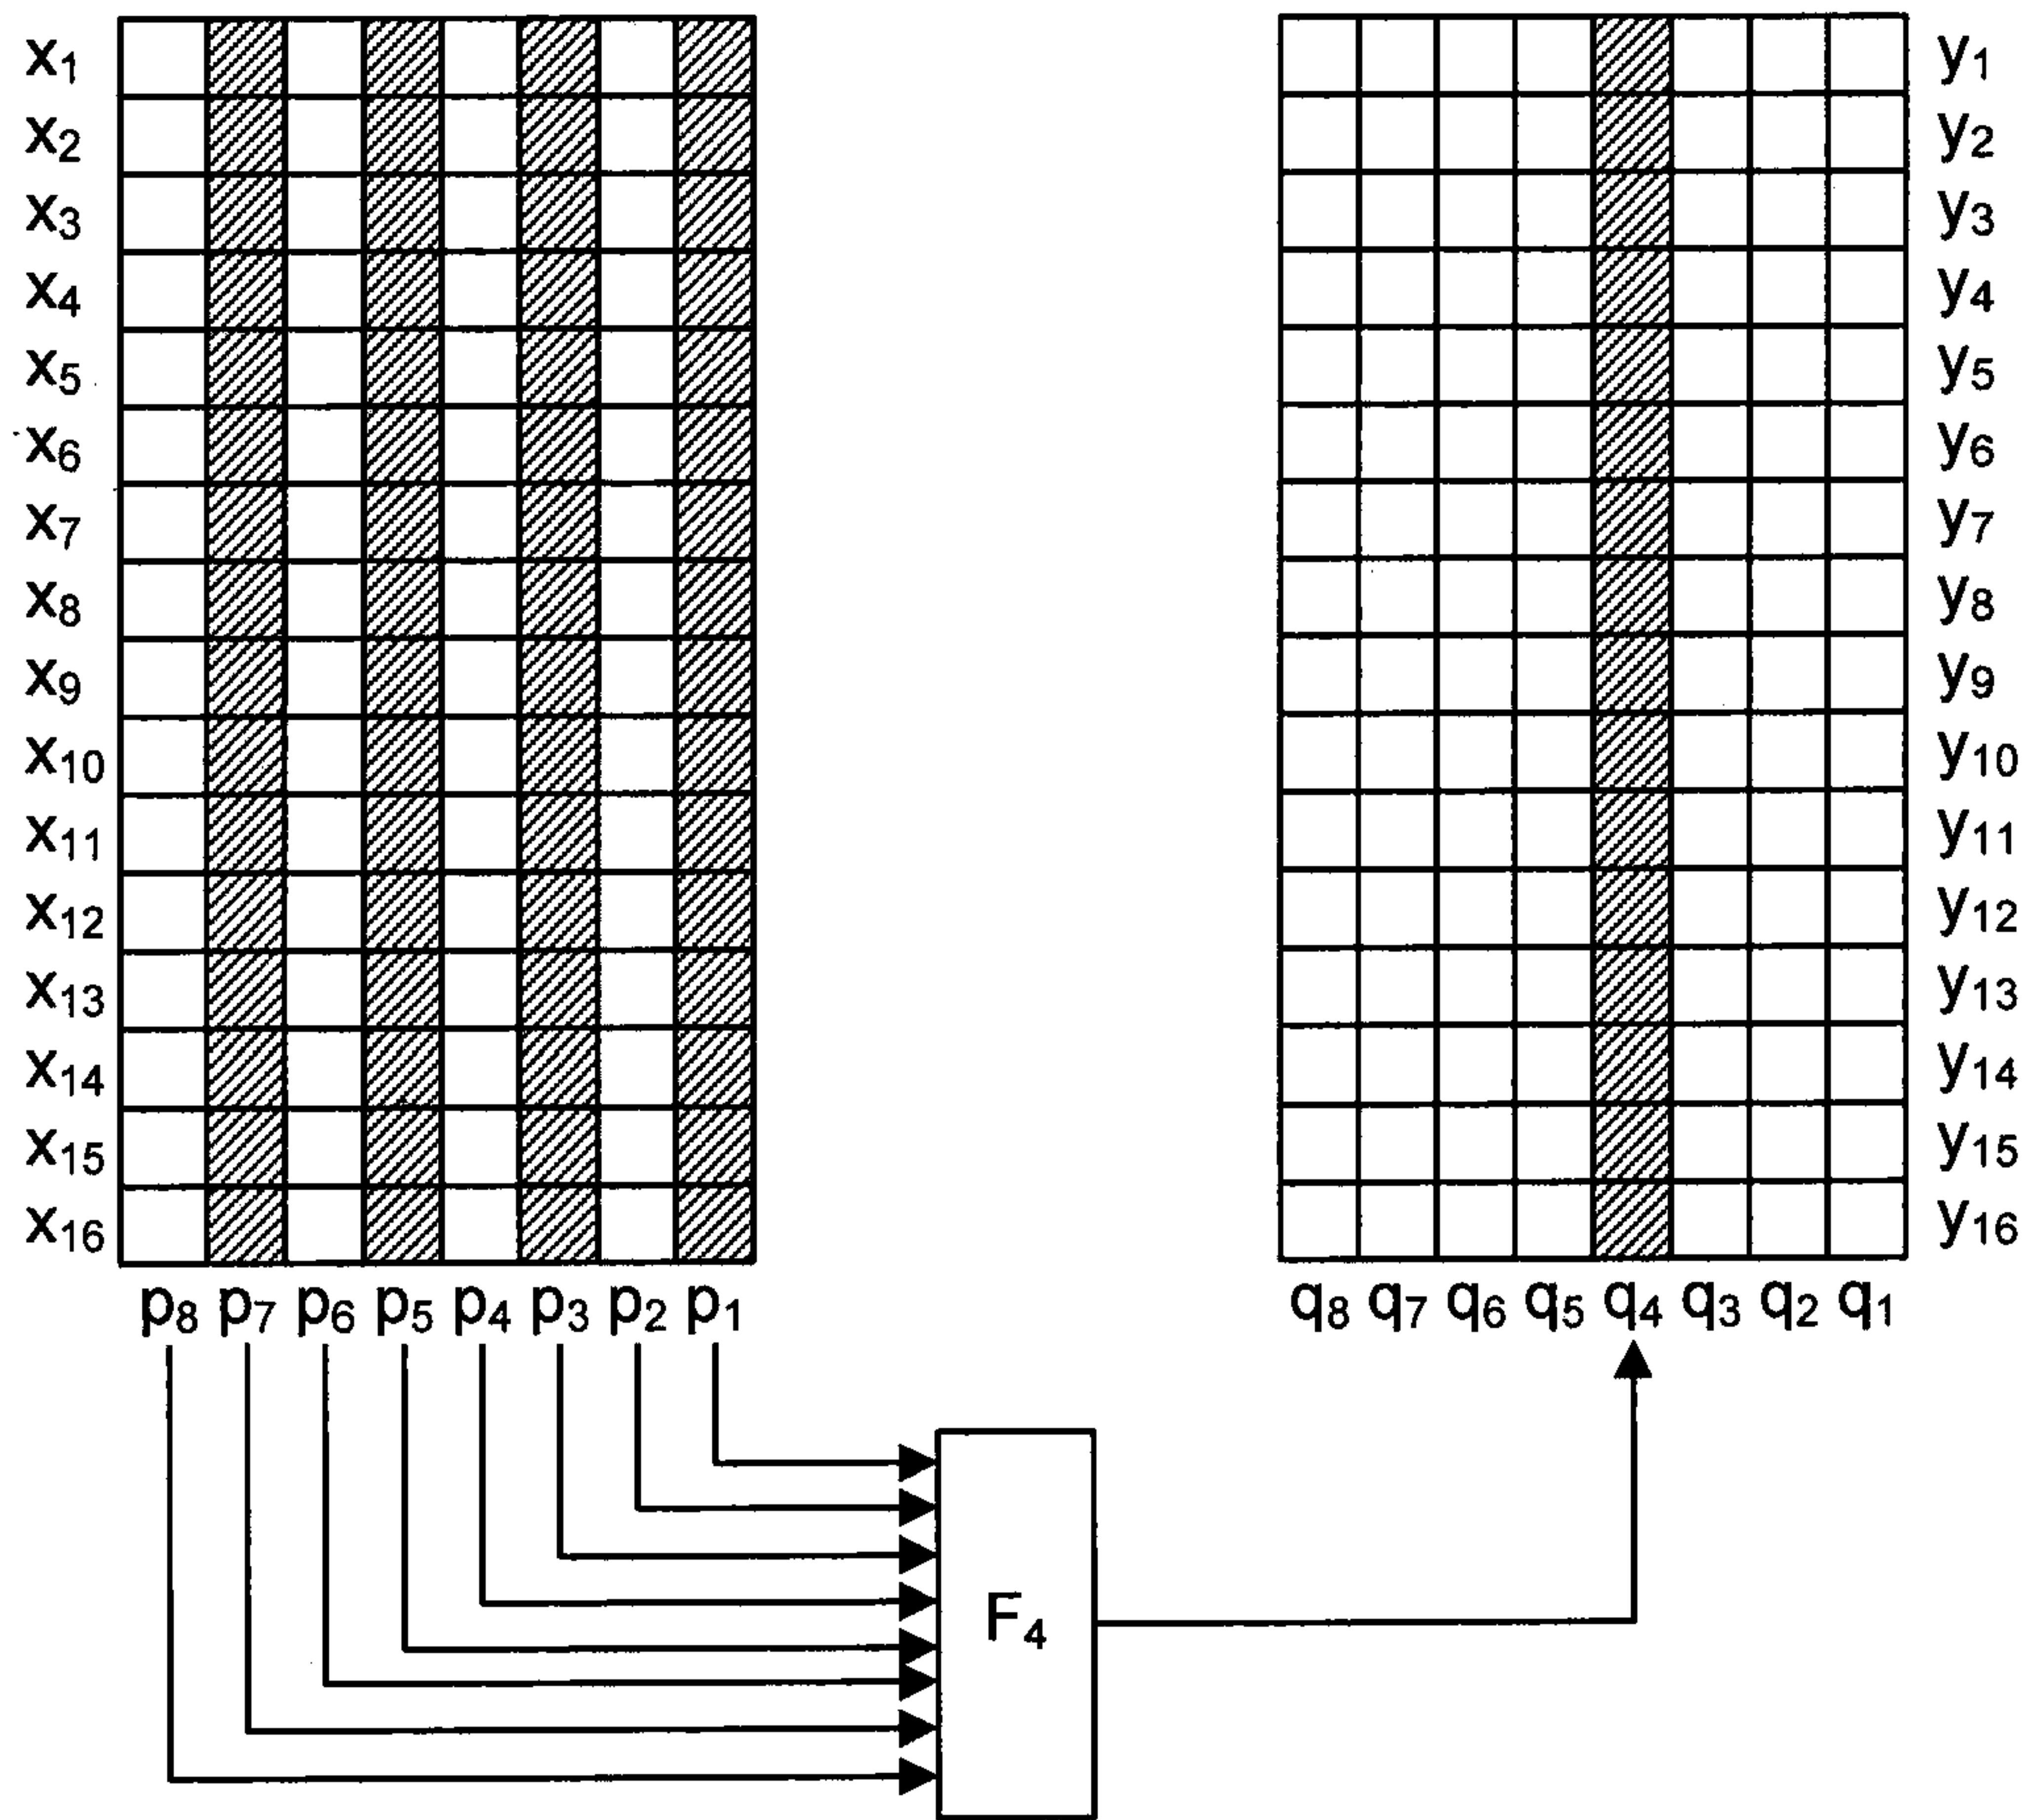 x₁ y₁
x₂ y₂
x₃ y₃
x₄ y₄
x₅ y₅
x₆ y₆
x₇ y₇
x₈ y₈
x₉ y₉
x₁₀ y₁₀
x₁₁ y₁₁
x₁₂ y₁₂
x₁₃ y₁₃
x₁₄ y₁₄
x₁₅ y₁₅
x₁₆ y₁₆
p₈ p₇ p₆ p₅ p₄ p₃ p₂ p₁ q₈ q₇ q₆ q₅ q₄ q₃ q₂ q₁
F₄